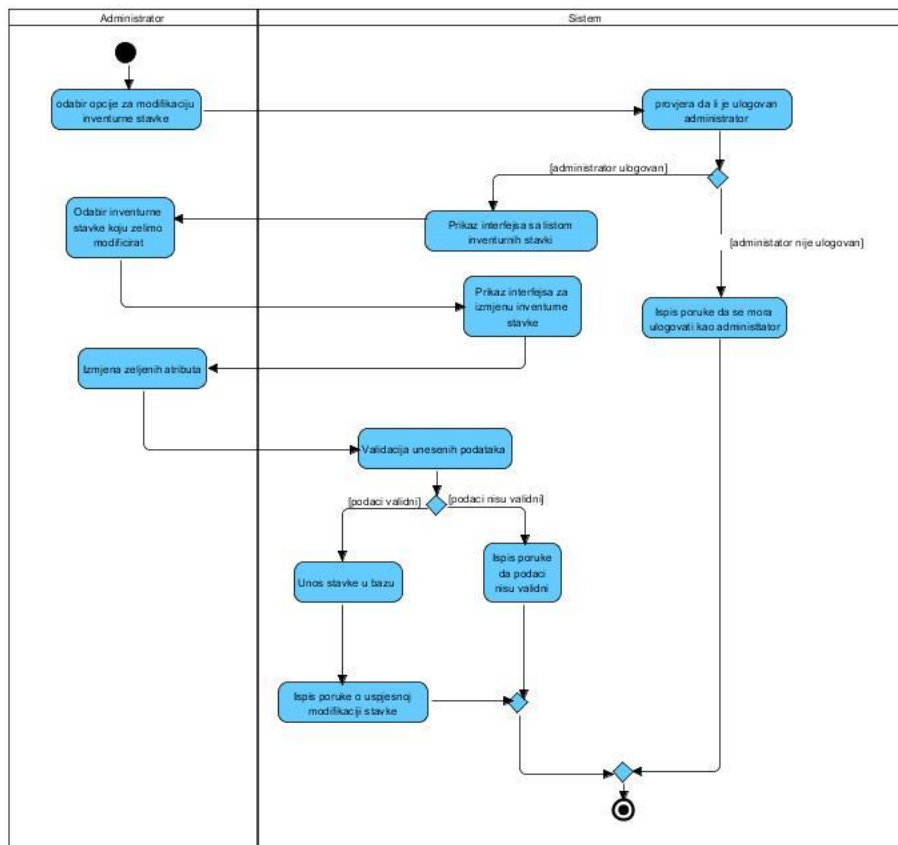 Administrator
Sistem
odabir opcije za modifikaciju
inventurne stavke
provjera da li je ulogovan
administrator
[administrator ulogovan]
Odabir inventurne
stavke koju zelimo
modificirat
Prikaz interfejsa sa listom
inventurnih stavki
[administator nije ulogovan]
Prikaz interfejsa za
izmjenu inventurne
stavke
Ispis poruke da se mora
ulogovati kao administtator
Izmjena zeljenih atributa
Validacija unesenih podataka
[podaci validni]
[podaci nisu validni]
Unos stavke u bazu
Ispis poruke
da podaci
nisu validni
Ispis poruke o uspjesnoj
modifikaciji stavke